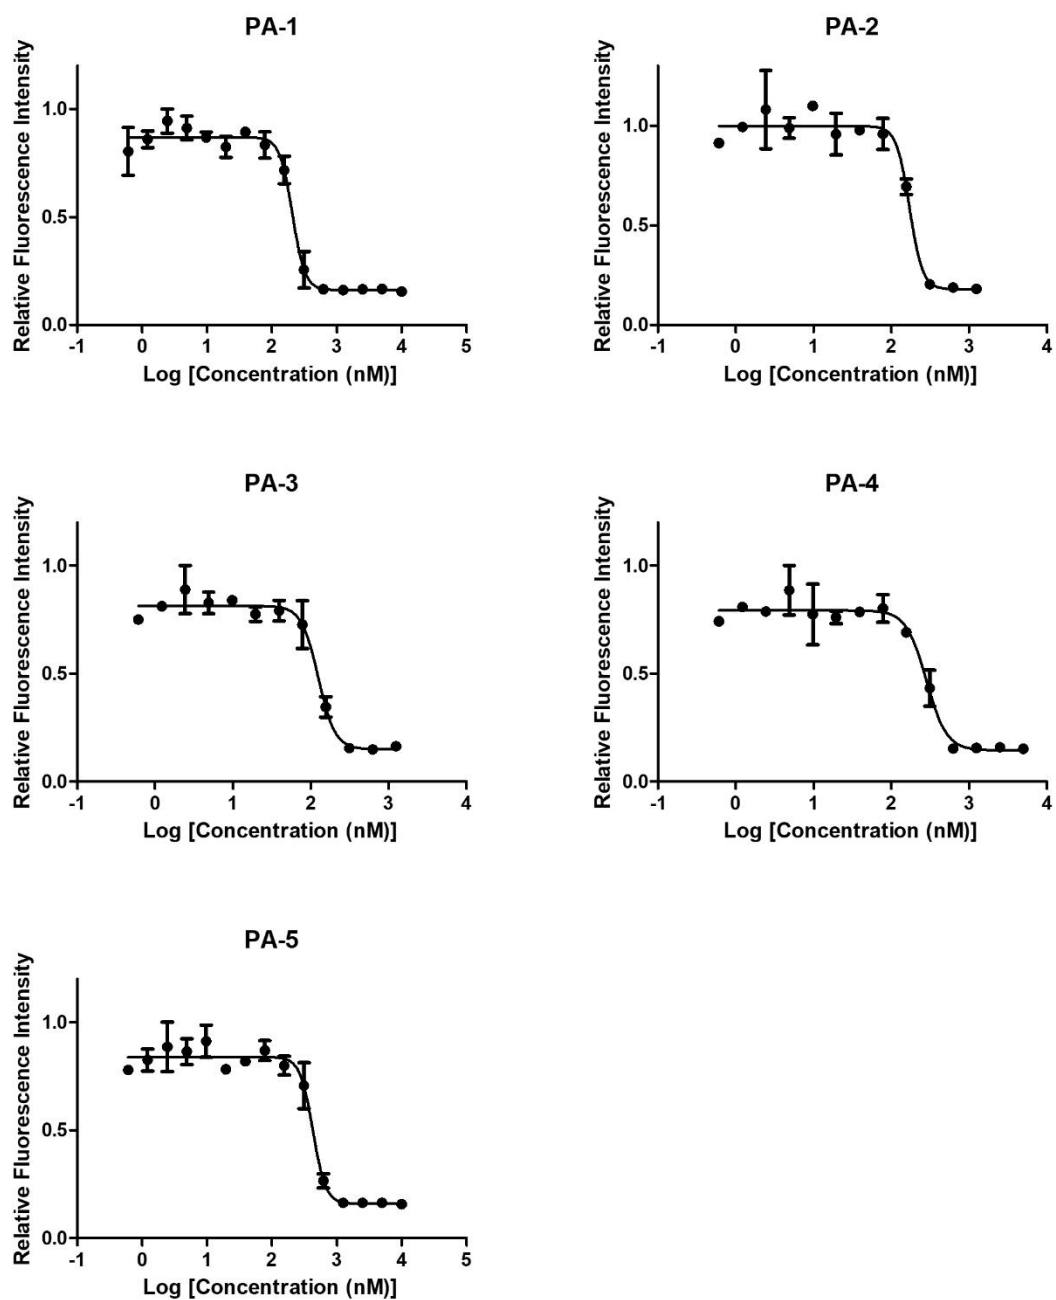 PA-1
Relative Fluorescence Intensity
1.0
0.5
0.0
-1 0 1 2 3 4 5
Log [Concentration (nM)]
PA-2
Relative Fluorescence Intensity
1.0
0.5
0.0
-1 0 1 2 3 4
Log [Concentration (nM)]
PA-3
Relative Fluorescence Intensity
1.0
0.5
0.0
-1 0 1 2 3 4
Log [Concentration (nM)]
PA-4
Relative Fluorescence Intensity
1.0
0.5
0.0
-1 0 1 2 3 4
Log [Concentration (nM)]
PA-5
Relative Fluorescence Intensity
1.0
0.5
0.0
-1 0 1 2 3 4 5
Log [Concentration (nM)]